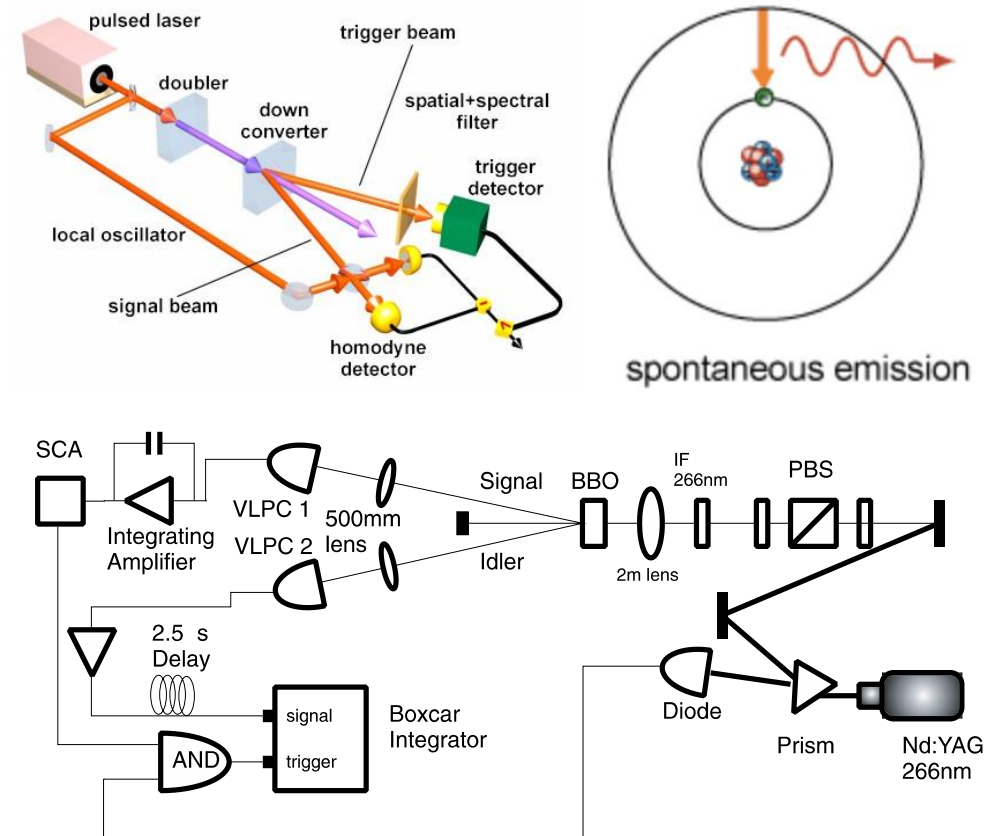 pulsed laser
doubler
down
converter
trigger beam
spatial+spectral
filter
trigger
detector
local oscillator
signal beam
homodyne
detector
spontaneous emission
SCA
Integrating
Amplifier
VLPC 1
VLPC 2
500mm
lens
Signal
Idler
BBO
2m lens
IF
266nm
PBS
2.5  s
Delay
signal
trigger
AND
Boxcar
Integrator
Diode
Prism
Nd:YAG
266nm